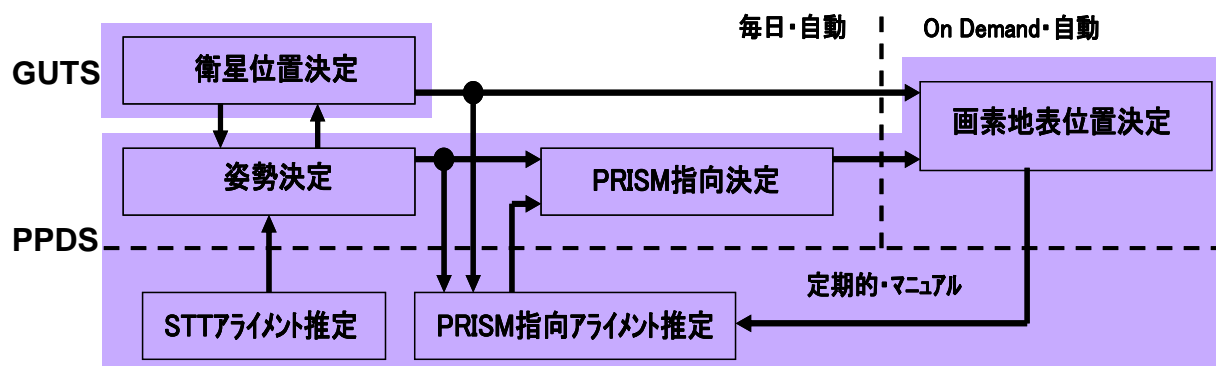 毎日・自動
On Demand・自動
GUTS
衛星位置決定
画素地表位置決定
姿勢決定
PRISM指向決定
PPDS
定期的・マニュアル
STTアライメント推定
PRISM指向アライメント推定